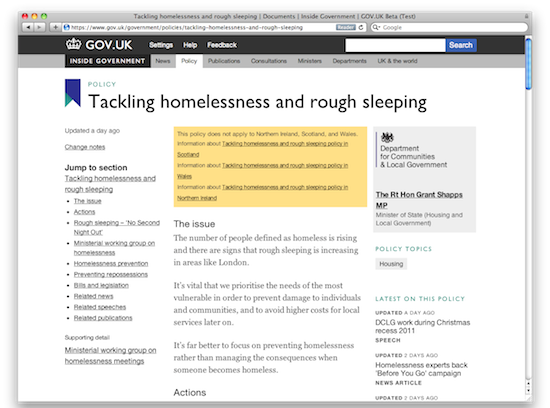 Tackling homelessness and rough sleeping | Documents | Inside Government | GOV.UK Beta (Test)
https://www.gov.uk/government/policies/tackling-homelessness-and-rough-sleeping
Reader
Google
GOV.UK
Settings Help Feedback
Search
INSIDE GOVERNMENT News Policy Publications Consultations Ministers Departments UK & the world
POLICY
Tackling homelessness and rough sleeping
Updated a day ago
Change notes
Jump to section
Tackling homelessness and
rough sleeping
• The issue
• Actions
• Rough sleeping – 'No Second
Night Out'
• Ministerial working group on
homelessness
• Homelessness prevention
• Preventing repossessions
• Bills and legislation
• Related news
• Related speeches
• Related publications
Supporting detail
Ministerial working group on
homelessness meetings
This policy does not apply to Northern Ireland, Scotland, and Wales.
Information about Tackling homelessness and rough sleeping policy in
Scotland
Information about Tackling homelessness and rough sleeping policy in
Wales
Information about Tackling homelessness and rough sleeping policy in
Northern Ireland
The issue
The number of people defined as homeless is rising
and there are signs that rough sleeping is increasing
in areas like London.
It's vital that we prioritise the needs of the most
vulnerable in order to prevent damage to individuals
and communities, and to avoid higher costs for local
services later on.
It's far better to focus on preventing homelessness
rather than managing the consequences when
someone becomes homeless.
Actions
Department
for Communities
& Local Government
The Rt Hon Grant Shapps
MP
Minister of State (Housing and
Local Government)
POLICY TOPICS
Housing
LATEST ON THIS POLICY
UPDATED A DAY AGO
DCLG work during Christmas
recess 2011
SPEECH
UPDATED 2 DAYS AGO
Homelessness experts back
'Before You Go' campaign
NEWS ARTICLE
UPDATED 2 DAYS AGO